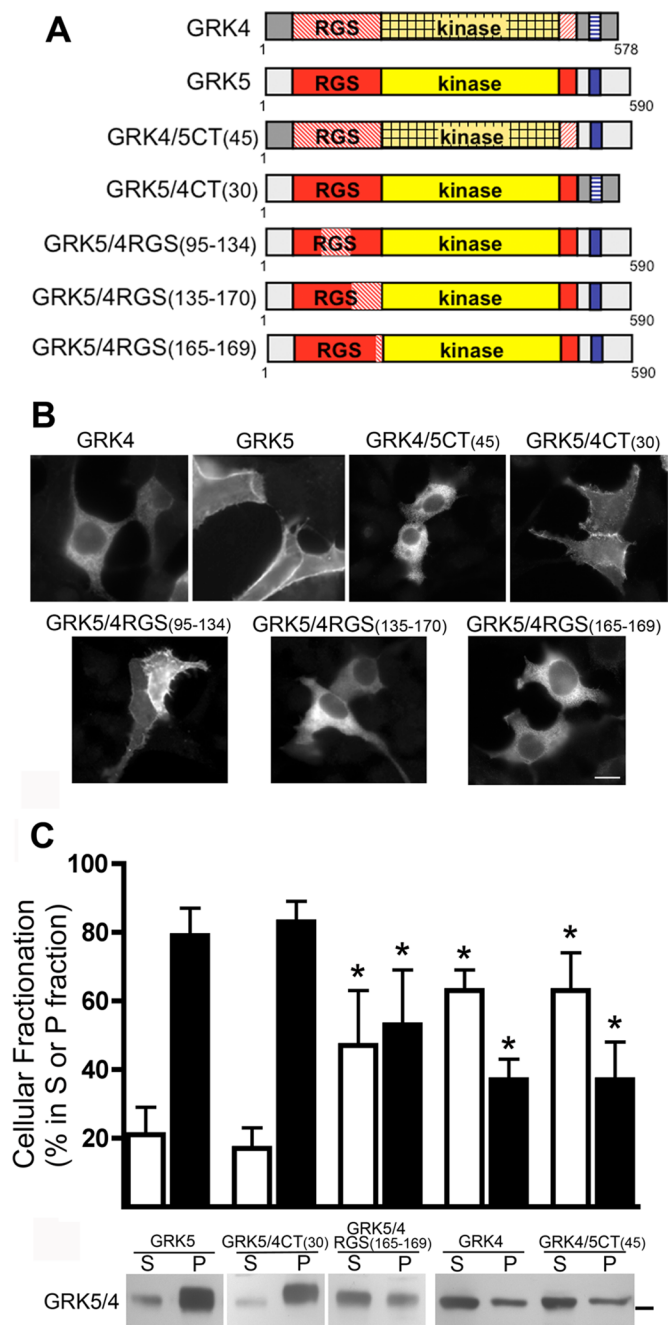 A
GRK4 RGS kinase
1 578
GRK5 RGS kinase
1 590
GRK4/5CT(45) RGS kinase
1
GRK5/4CT(30) RGS kinase
1
GRK5/4RGS(95-134) RGS kinase
1 590
GRK5/4RGS(135-170) RGS kinase
1 590
GRK5/4RGS(165-169) RGS kinase
1 590
B
GRK4 GRK5 GRK4/5CT(45) GRK5/4CT(30)
GRK5/4RGS(95-134) GRK5/4RGS(135-170) GRK5/4RGS(165-169)
C
Cellular Fractionation
(% in S or P fraction)
100
80
60
40
20
* * * * * *
GRK5 GRK5/4CT(30) GRK5/4 RGS(165-169) GRK4 GRK4/5CT(45)
S P S P S P S P S P
GRK5/4